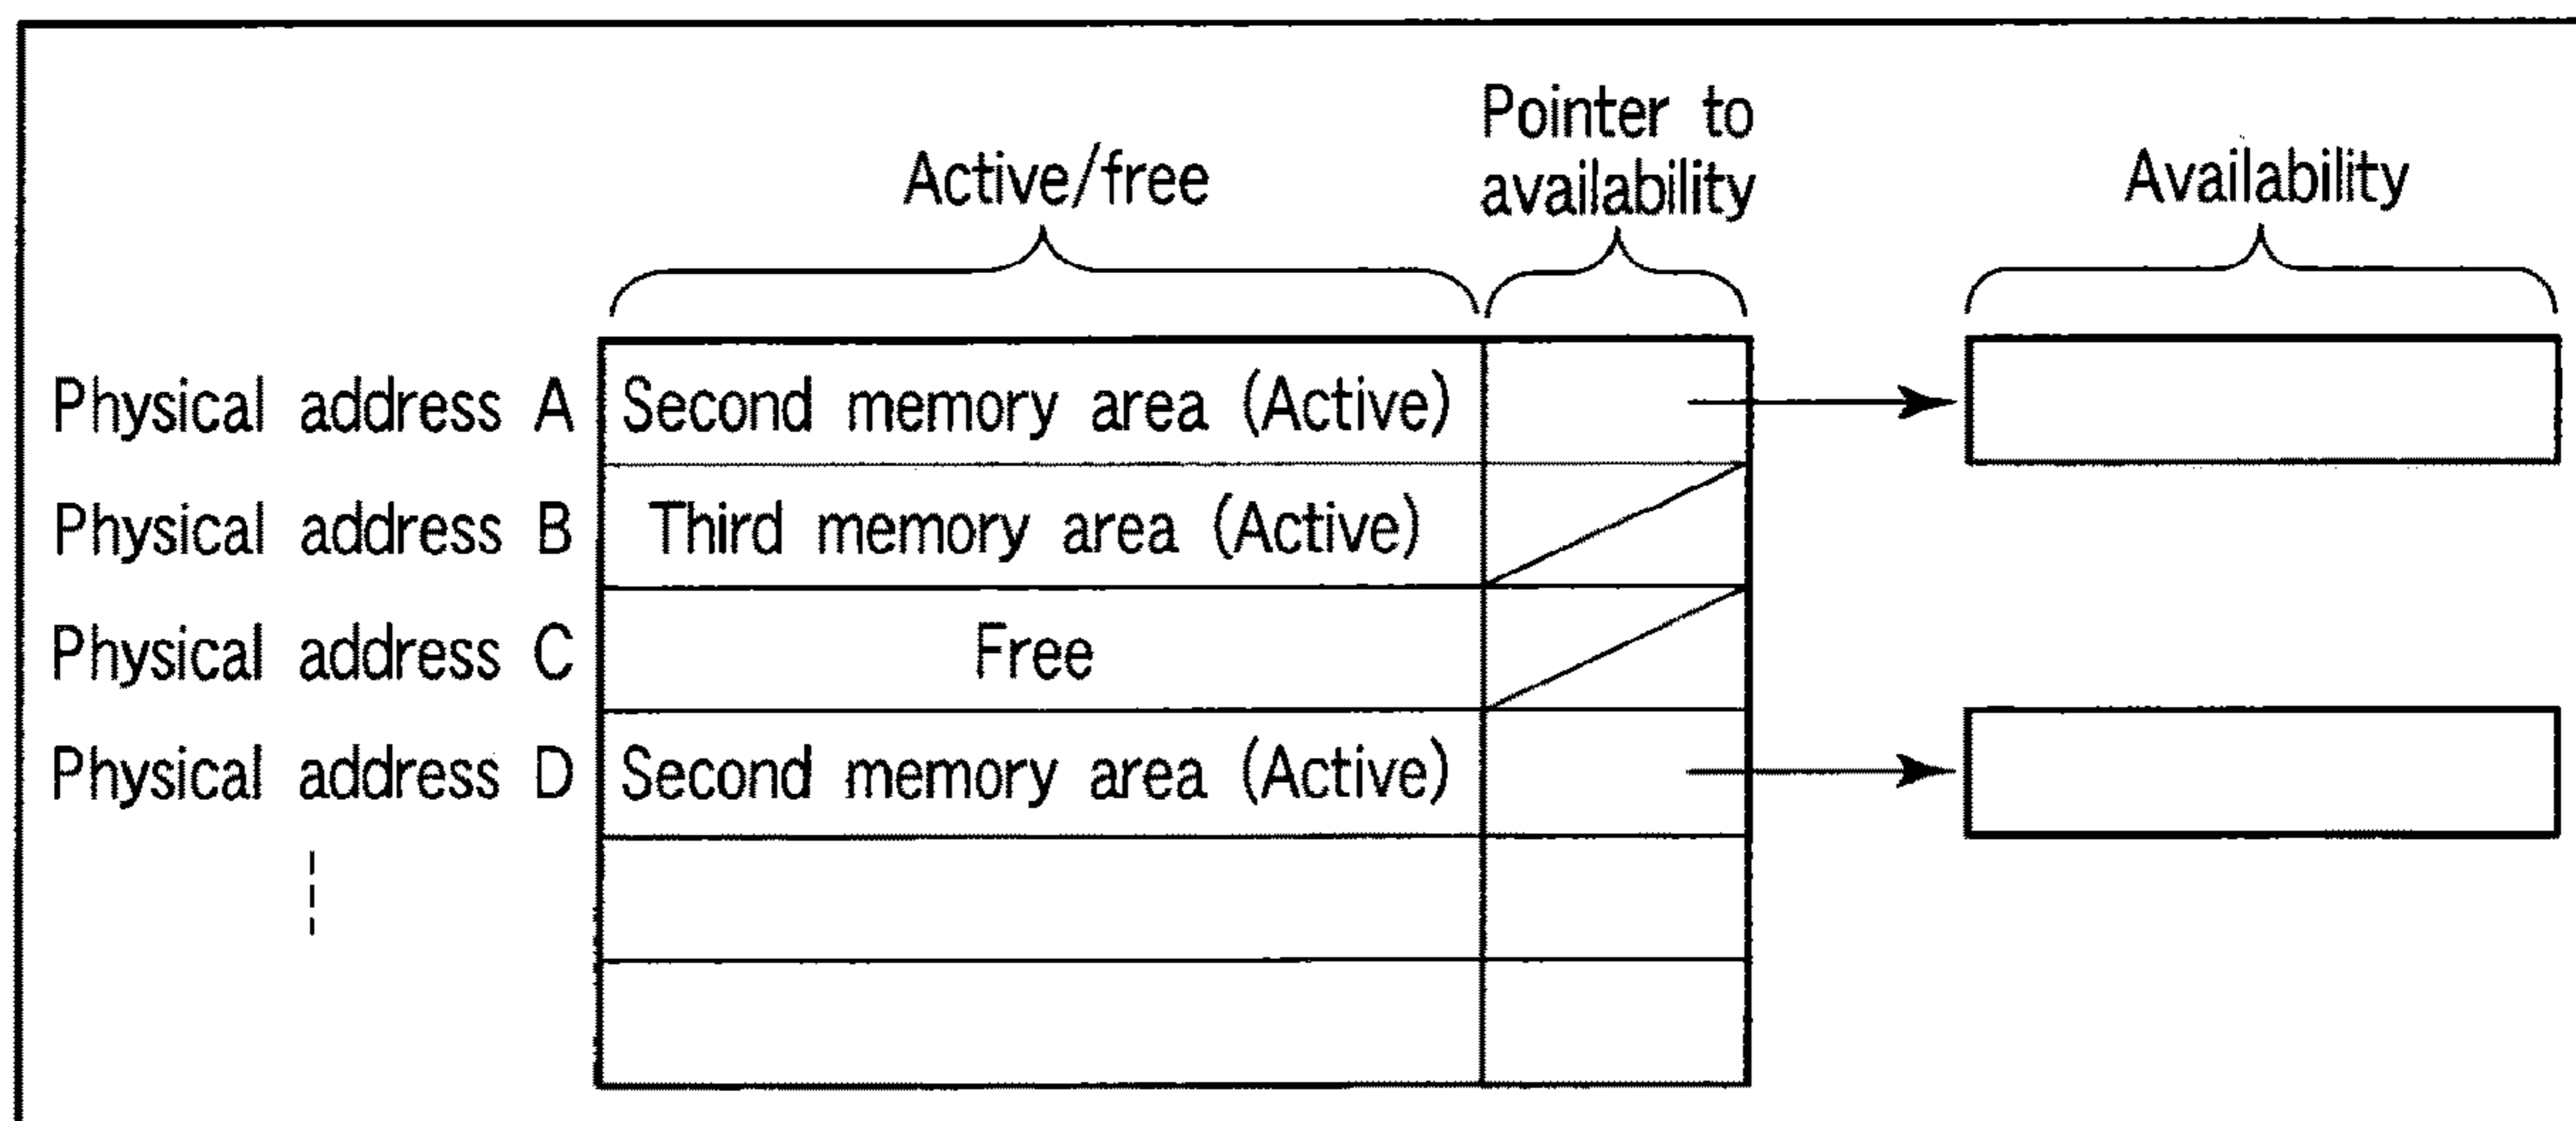 Active/free
Pointer to
availability
Availability
Physical address A Second memory area (Active)
Physical address B Third memory area (Active)
Physical address C Free
Physical address D Second memory area (Active)